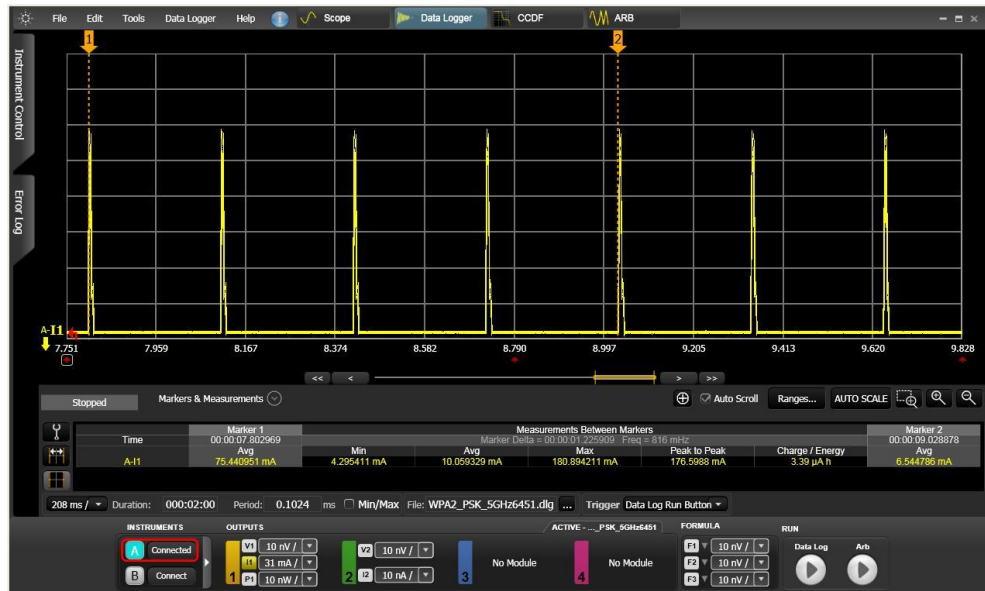 File Edit Tools Data Logger Help Scope Data Logger CCDF ARB
1 2
Instrument Control
Error Log
A-I1
7.751 7.959 8.167 8.374 8.582 8.790 8.997 9.205 9.413 9.620 9.828
<< < > >>
Stopped Markers & Measurements Auto Scroll Ranges... AUTO SCALE
Marker 1 Measurements Between Markers Marker 2
Time 00:00:07.802969 Marker Delta = 00:00:01.225909 Freq = 816 mHz 00:00:09.028878
Avg Min Avg Max Peak to Peak Charge / Energy Avg
A-I1 75.440951 mA 4.295411 mA 10.059329 mA 180.894211 mA 176.5988 mA 3.39 µA h 6.544786 mA
208 ms / Duration: 000:02:00 Period: 0.1024 ms Min/Max File: WPA2_PSK_5GHz6451.dlg ... Trigger Data Log Run Button
INSTRUMENTS OUTPUTS ACTIVE - ..._PSK_5GHz6451 FORMULA RUN
A Connected V1 10 nV / V2 10 nV / F1 10 nV / Data Log Arb
I1 31 mA / No Module No Module F2 10 nV /
B Connect 1 P1 10 nW / 2 I2 10 nA / 3 4 F3 10 nV /